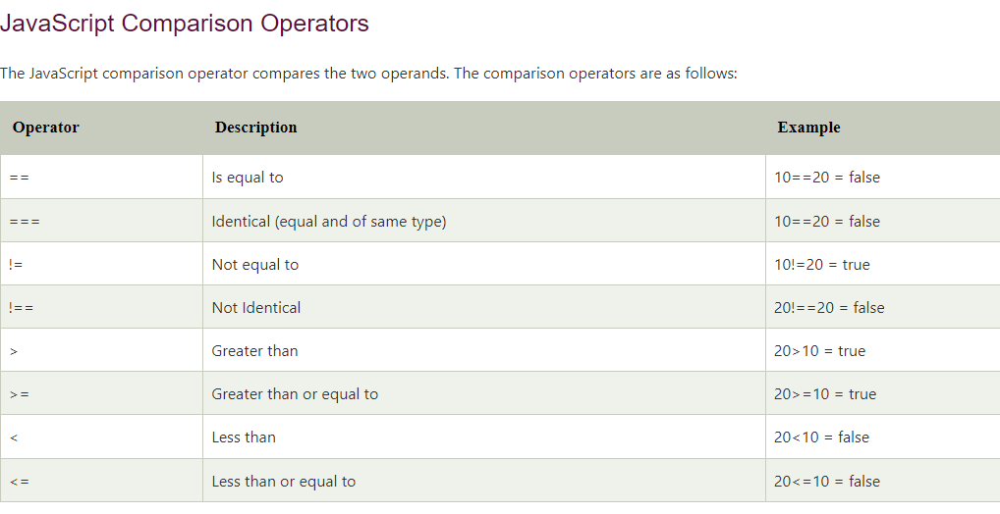 JavaScript Comparison Operators
The JavaScript comparison operator compares the two operands. The comparison operators are as follows:
Operator Description Example
== Is equal to 10==20 = false
=== Identical (equal and of same type) 10==20 = false
!= Not equal to 10!=20 = true
!== Not Identical 20!==20 = false
> Greater than 20>10 = true
>= Greater than or equal to 20>=10 = true
< Less than 20<10 = false
<= Less than or equal to 20<=10 = false